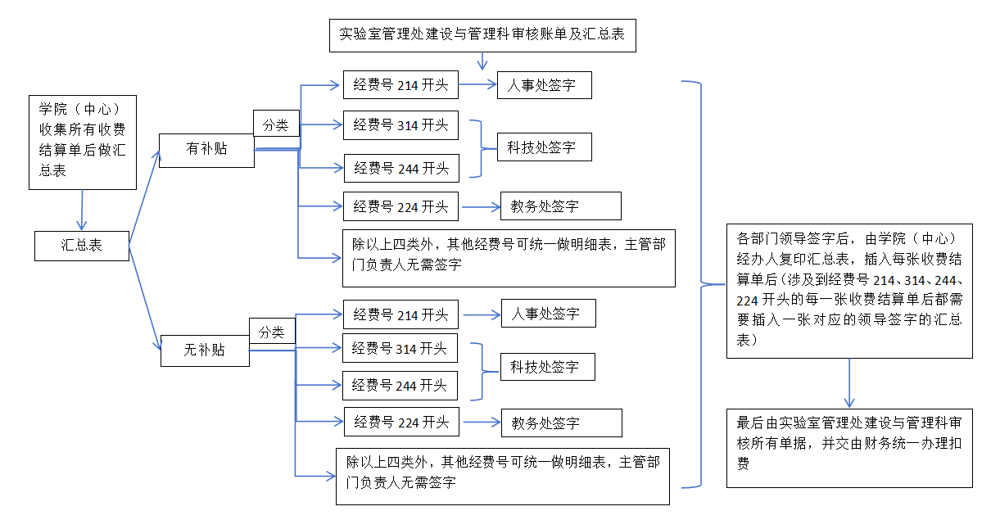 实验室管理处建设与管理科审核账单及汇总表
学院（中心）
收集所有收费
结算单后做汇
总表
汇总表
有补贴
分类
经费号 214 开头
人事处签字
经费号 314 开头
经费号 244 开头
科技处签字
经费号 224 开头
教务处签字
除以上四类外，其他经费号可统一做明细表，主管部
门负责人无需签字
无补贴
分类
经费号 214 开头
人事处签字
经费号 314 开头
经费号 244 开头
科技处签字
经费号 224 开头
教务处签字
除以上四类外，其他经费号可统一做明细表，主管部
门负责人无需签字
各部门领导签字后，由学院（中心）
经办人复印汇总表，插入每张收费结
算单后（涉及到经费号 214、314、244、
224 开头的每一张收费结算单后都需
要插入一张对应的领导签字的汇总
表）
最后由实验室管理处建设与管理科审
核所有单据，并交由财务统一办理扣
费